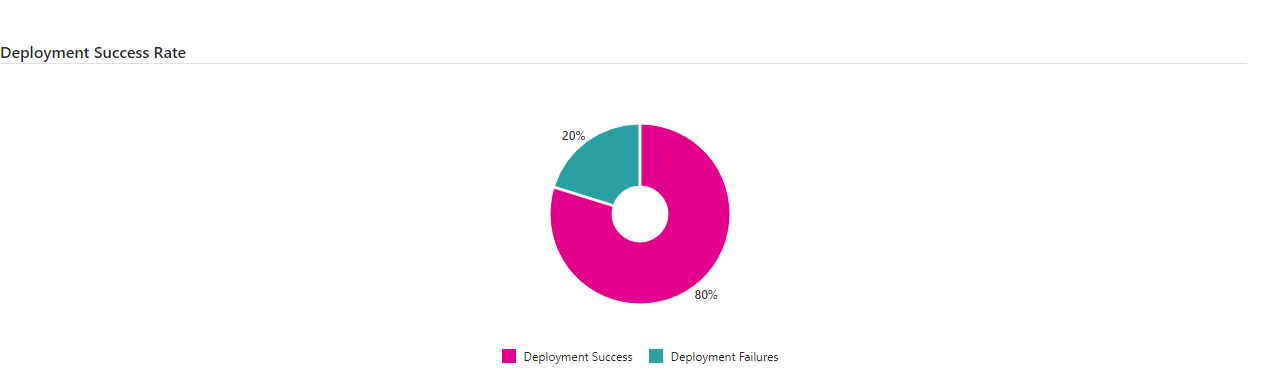 Deployment Success Rate
20%
80%
Deployment Success
Deployment Failures